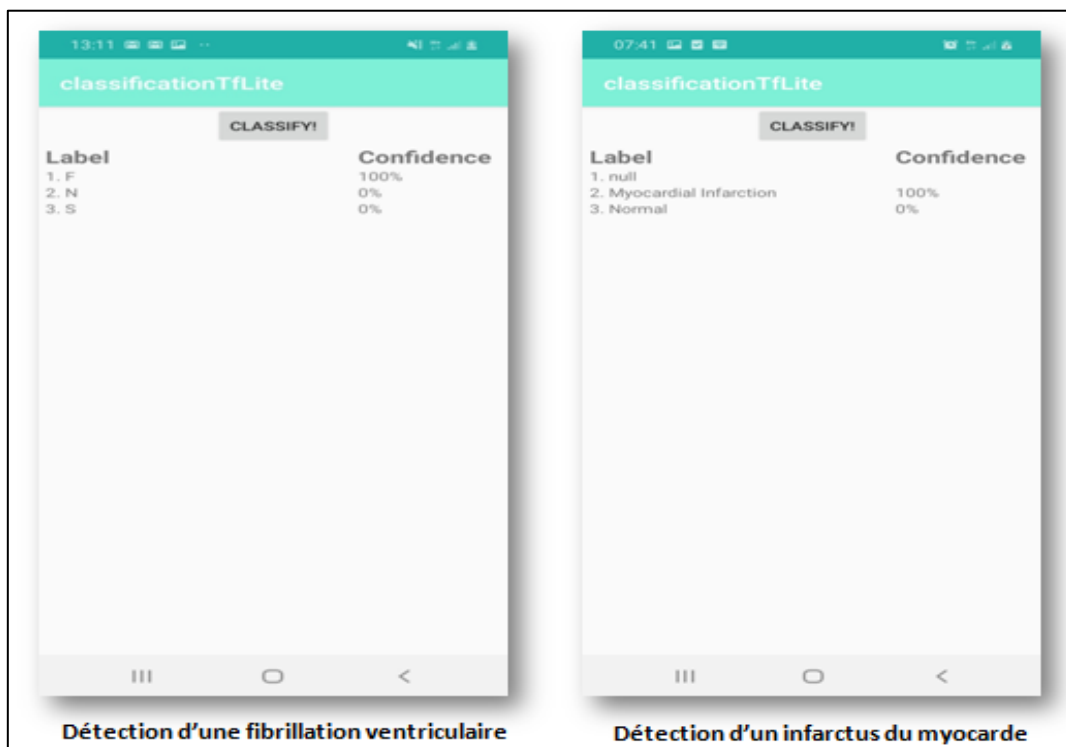 13:11
classificationTfLite
CLASSIFY!
Label Confidence
1. F 100%
2. N 0%
3. S 0%
Détection d'une fibrillation ventriculaire
07:41
classificationTfLite
CLASSIFY!
Label Confidence
1. null
2. Myocardial Infarction 100%
3. Normal 0%
Détection d'un infarctus du myocarde